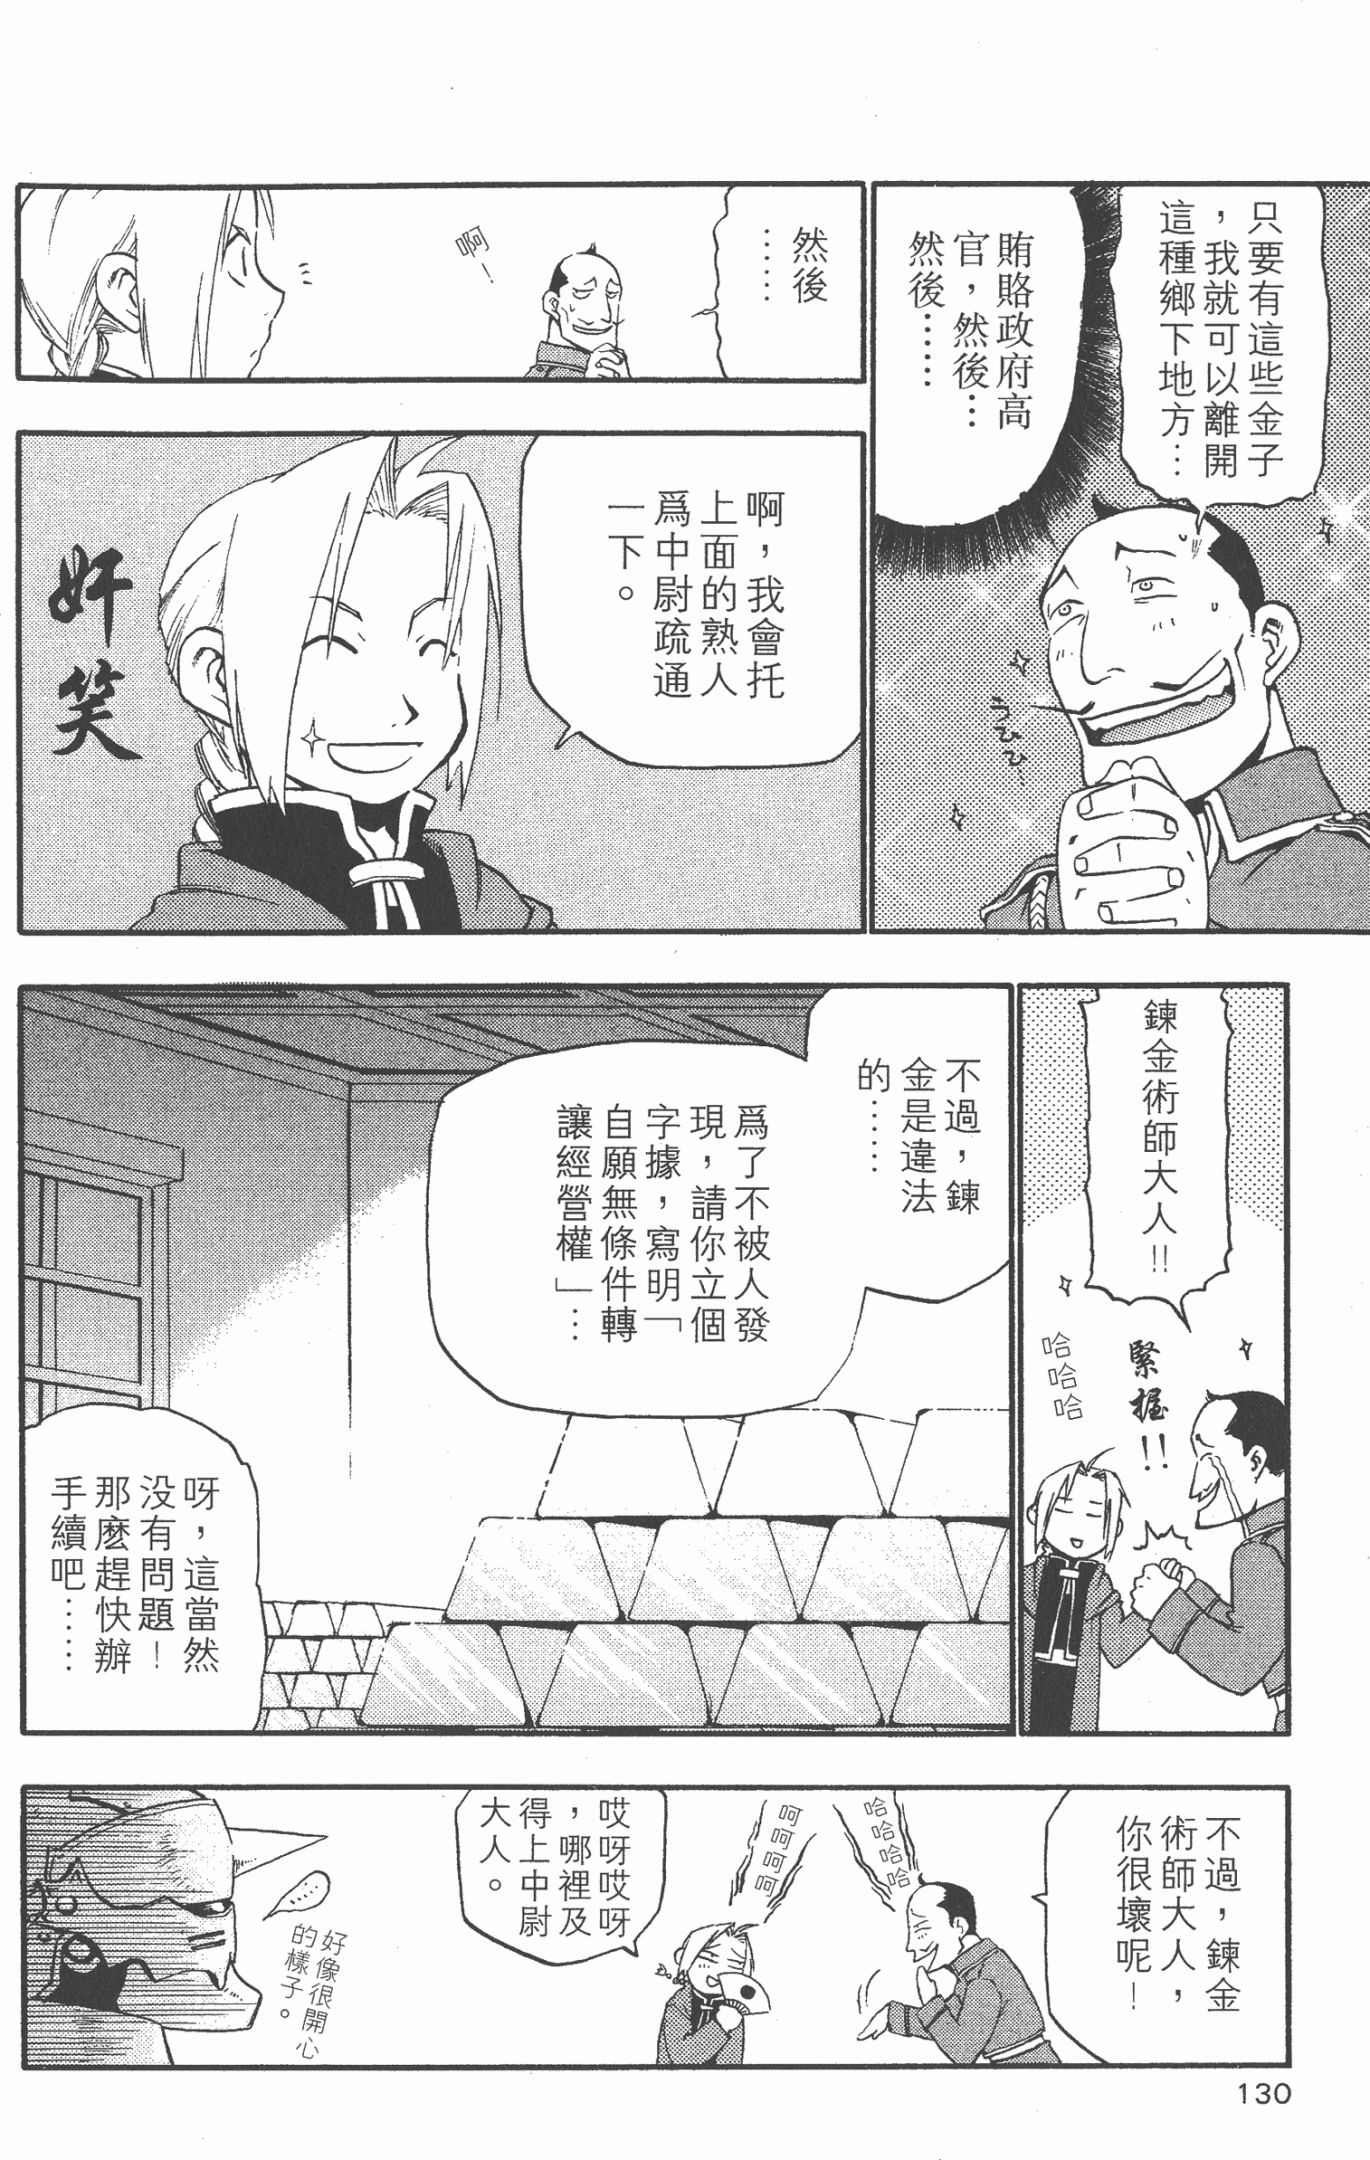 只要有這些金子
，我就可以離開
這種鄉下地方…
賄賂政府高
官，然後…
然後……
うひひ
然後
……
啊！
啊，我會托
上面的熟人
爲中尉疏通
一下。
奸笑
鍊金術師大人!!
緊握!!
哈哈哈
不過，鍊
金是違法
的……
爲了不被人發
現，請你立個
字據，寫明「
自願無條件轉
讓經營權」…
呀，這當然
没有問題！
那麽趕快辦
手續吧……
不過，鍊金
術師大人，
你很壞呢！
哈哈哈哈
呵呵呵呵
哎呀哎呀
，哪裡及
得上中尉
大人。
好像很開心
的樣子。
130